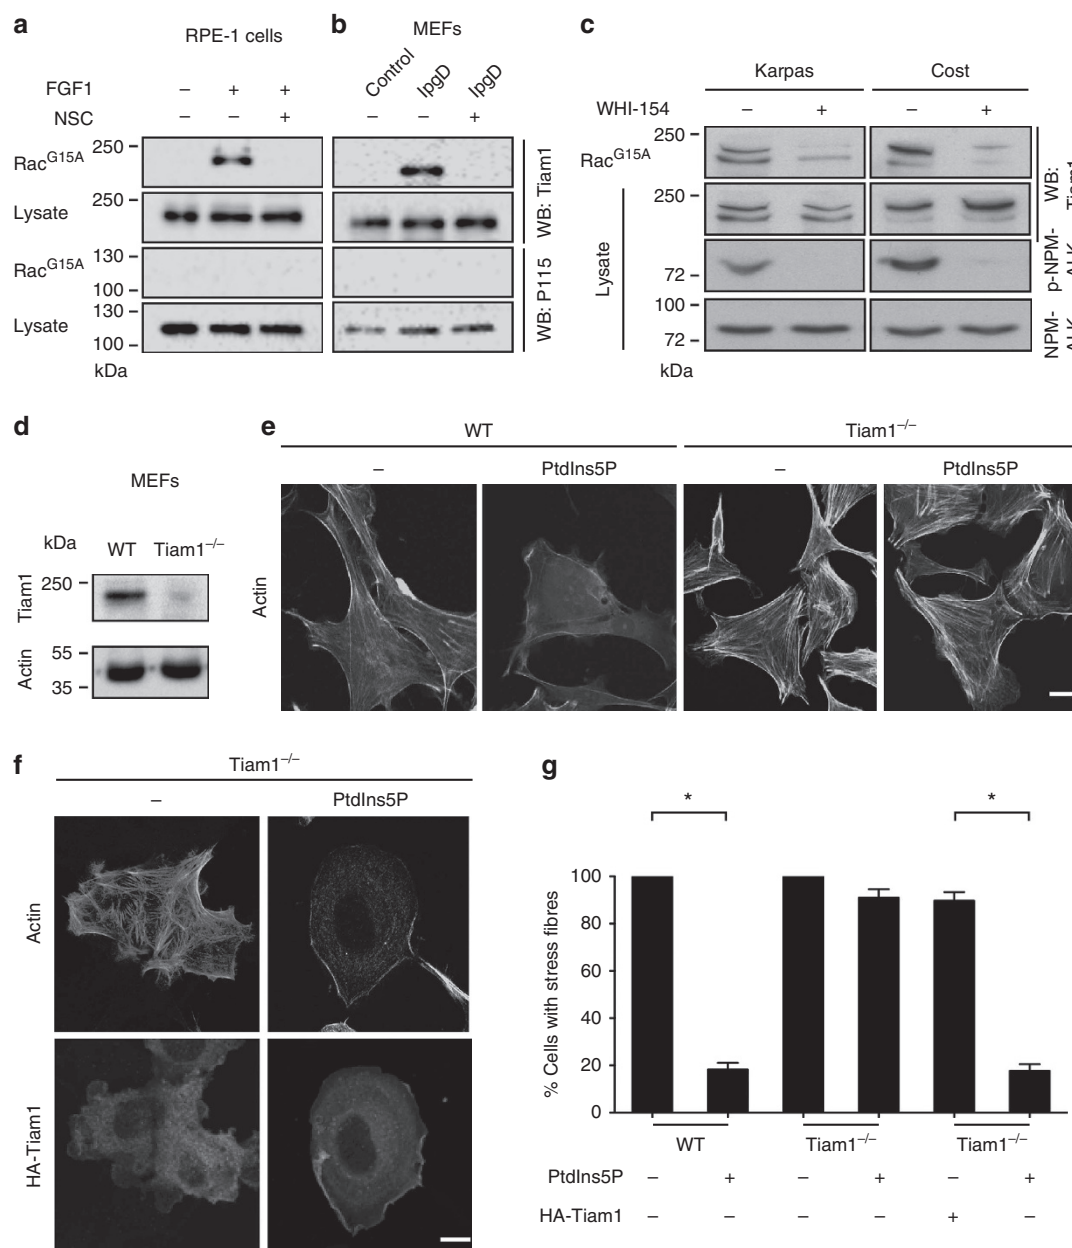 a
RPE-1 cells
FGF1 – + +
NSC – – +
250
Rac^G15A
250
Lysate
130
Rac^G15A
100
130
Lysate
100
kDa
b
MEFs
Control IpgD IpgD
– – +
WB: Tiam1
WB: P115
c
Karpas Cost
WHI-154 – + – +
250
Rac^G15A
250
Lysate
72
100
72
kDa
WB:
Tiam1
p-NPM-
ALK
NPM-
ALK
d
MEFs
kDa WT Tiam1–/–
250
Tiam1
55
Actin
35
e
WT Tiam1–/–
– PtdIns5P – PtdIns5P
Actin
f
Tiam1–/–
– PtdIns5P
Actin
HA-Tiam1
g
* *
% Cells with stress fibres
100
80
60
40
20
0
WT Tiam1–/– Tiam1–/–
PtdIns5P – + – + – +
HA-Tiam1 – – – – + –